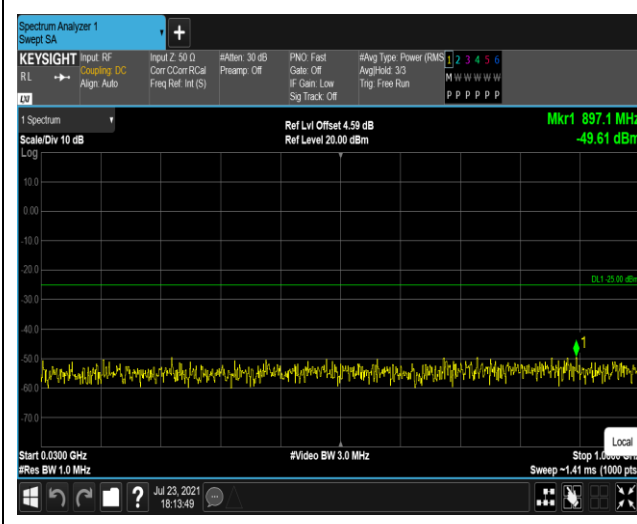 Spectrum Analyzer 1
Swept SA
+
KEYSIGHT
RL
LXI
Input: RF
Coupling: DC
Align: Auto
Input Z: 50 Ω
Corr CCorr RCal
Freq Ref: Int (S)
#Atten: 30 dB
Preamp: Off
PNO: Fast
Gate: Off
IF Gain: Low
Sig Track: Off
#Avg Type: Power (RMS
Avg|Hold: 3/3
Trig: Free Run
1 2 3 4 5 6
M W W W W W
P P P P P P
1 Spectrum
Scale/Div 10 dB
Log
Ref Lvl Offset 4.59 dB
Ref Level 20.00 dBm
Mkr1 897.1 MHz
-49.61 dBm
10.0
0.00
-10.0
-20.0
DL1 -25.00 dBm
-30.0
-40.0
1
-50.0
-60.0
-70.0
Local
Start 0.0300 GHz
#Res BW 1.0 MHz
#Video BW 3.0 MHz
Stop 1.0000 GHz
Sweep ~1.41 ms (1000 pts
?
Jul 23, 2021
18:13:49